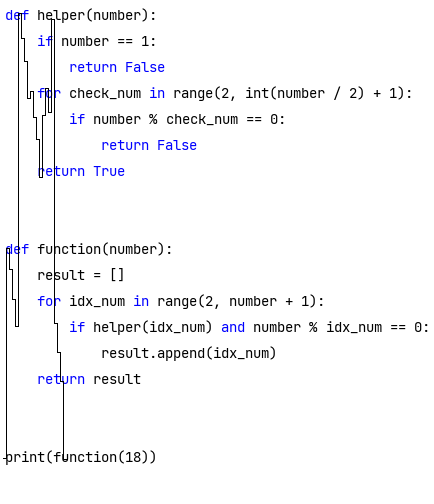 def helper(number):
    if number == 1:
        return False
    for check_num in range(2, int(number / 2) + 1):
        if number % check_num == 0:
            return False
    return True
def function(number):
    result = []
    for idx_num in range(2, number + 1):
        if helper(idx_num) and number % idx_num == 0:
            result.append(idx_num)
    return result
print(function(18))